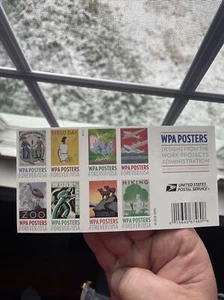 FIELD DAY
HIKING
WPA POSTERS
FOREVER/USA
WPA POSTERS
FOREVER/USA
WPA POSTERS
FOREVER/USA
WPA POSTERS
FOREVER/USA
ZOO
WPA POSTERS
FOREVER/USA
WPA POSTERS
FOREVER/USA
WPA POSTERS
FOREVER/USA
WPA POSTERS
FOREVER/USA
WPA POSTERS
DESIGNS FROM THE
WORK PROJECTS
ADMINISTRATION
UNITED STATES
POSTAL SERVICE